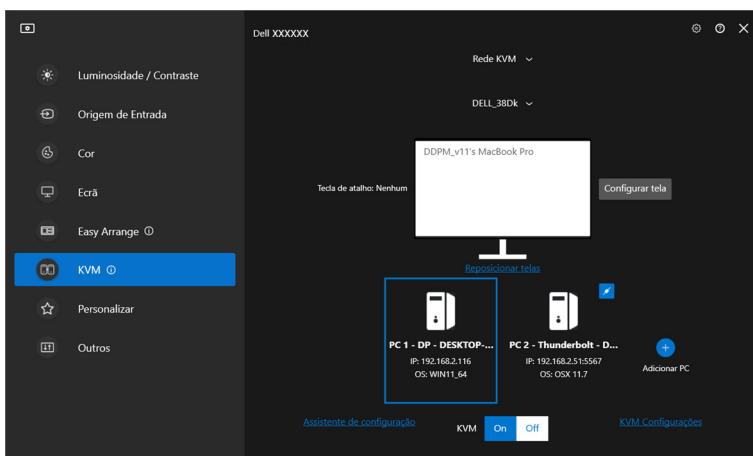 Dell XXXXXX
Luminosidade / Contraste
Origem de Entrada
Cor
Ecrã
Easy Arrange
KVM
Personalizar
Outros
Rede KVM
DELL_38Dk
DDPM_v11's MacBook Pro
Tecla de atalho: Nenhum
Configurar tela
Reposicionar telas
PC 1 - DP - DESKTOP-...
IP: 192.168.2.116
OS: WIN11_64
PC 2 - Thunderbolt - D...
IP: 192.168.2.51:5567
OS: OSX 11.7
Adicionar PC
Assistente de configuração
KVM On Off
KVM Configurações